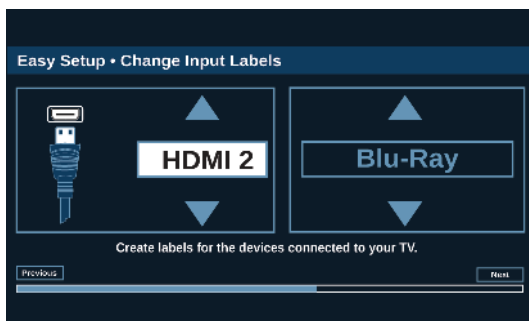 Easy Setup • Change Input Labels
HDMI 2
Blu-Ray
Create labels for the devices connected to your TV.
Previous
Next